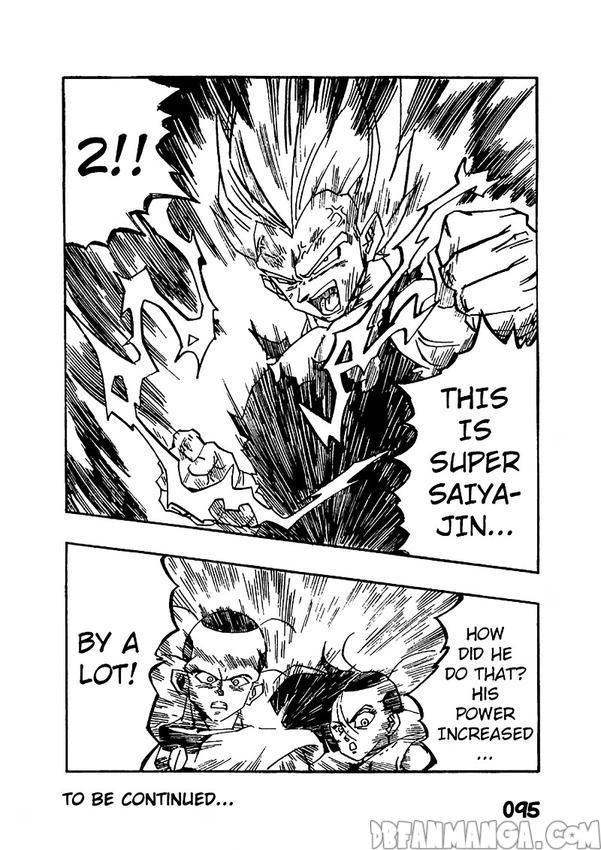 THIS
IS
SUPER
SAIYA-
JIN...
2!!
HOW
DID HE
DO THAT?
HIS
POWER
INCREASED
...
BY A
LOT!
TO BE CONTINUED...
095
DBFANMANGA.COM